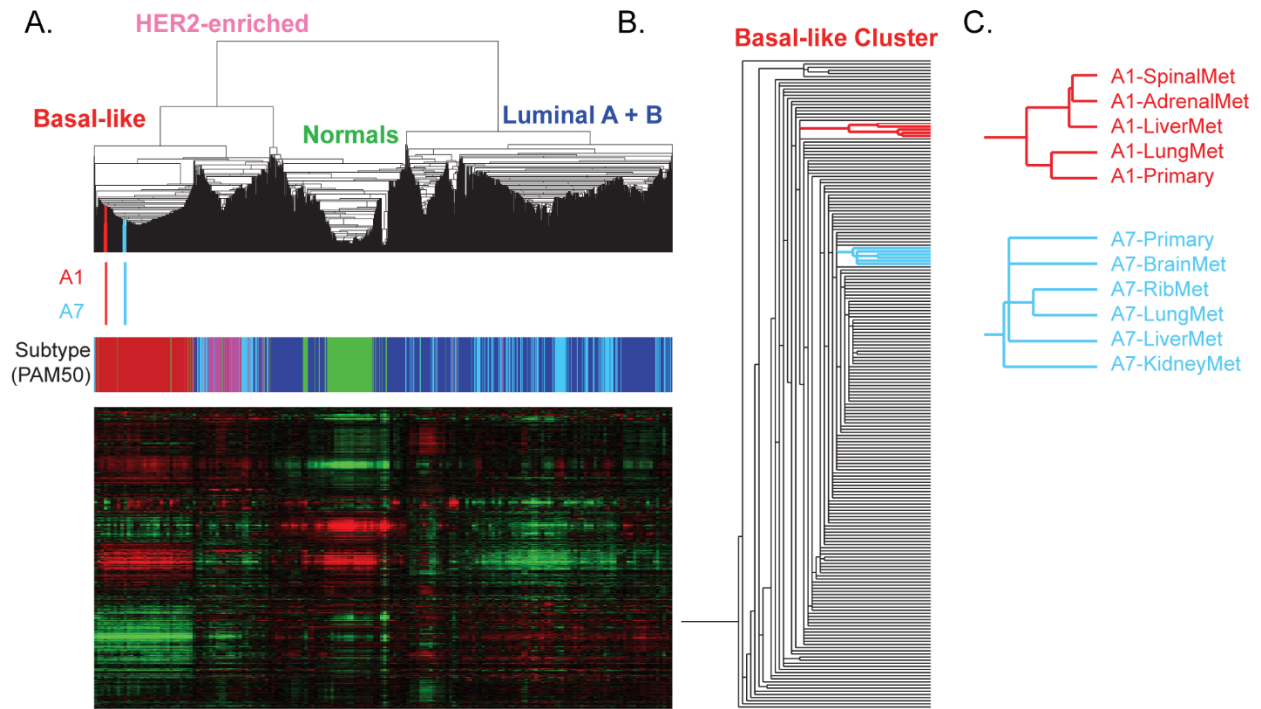 A.
HER2-enriched
Basal-like
Normals
Luminal A + B
A1
A7
Subtype
(PAM50)
B.
Basal-like Cluster
C.
A1-SpinalMet
A1-AdrenalMet
A1-LiverMet
A1-LungMet
A1-Primary
A7-Primary
A7-BrainMet
A7-RibMet
A7-LungMet
A7-LiverMet
A7-KidneyMet